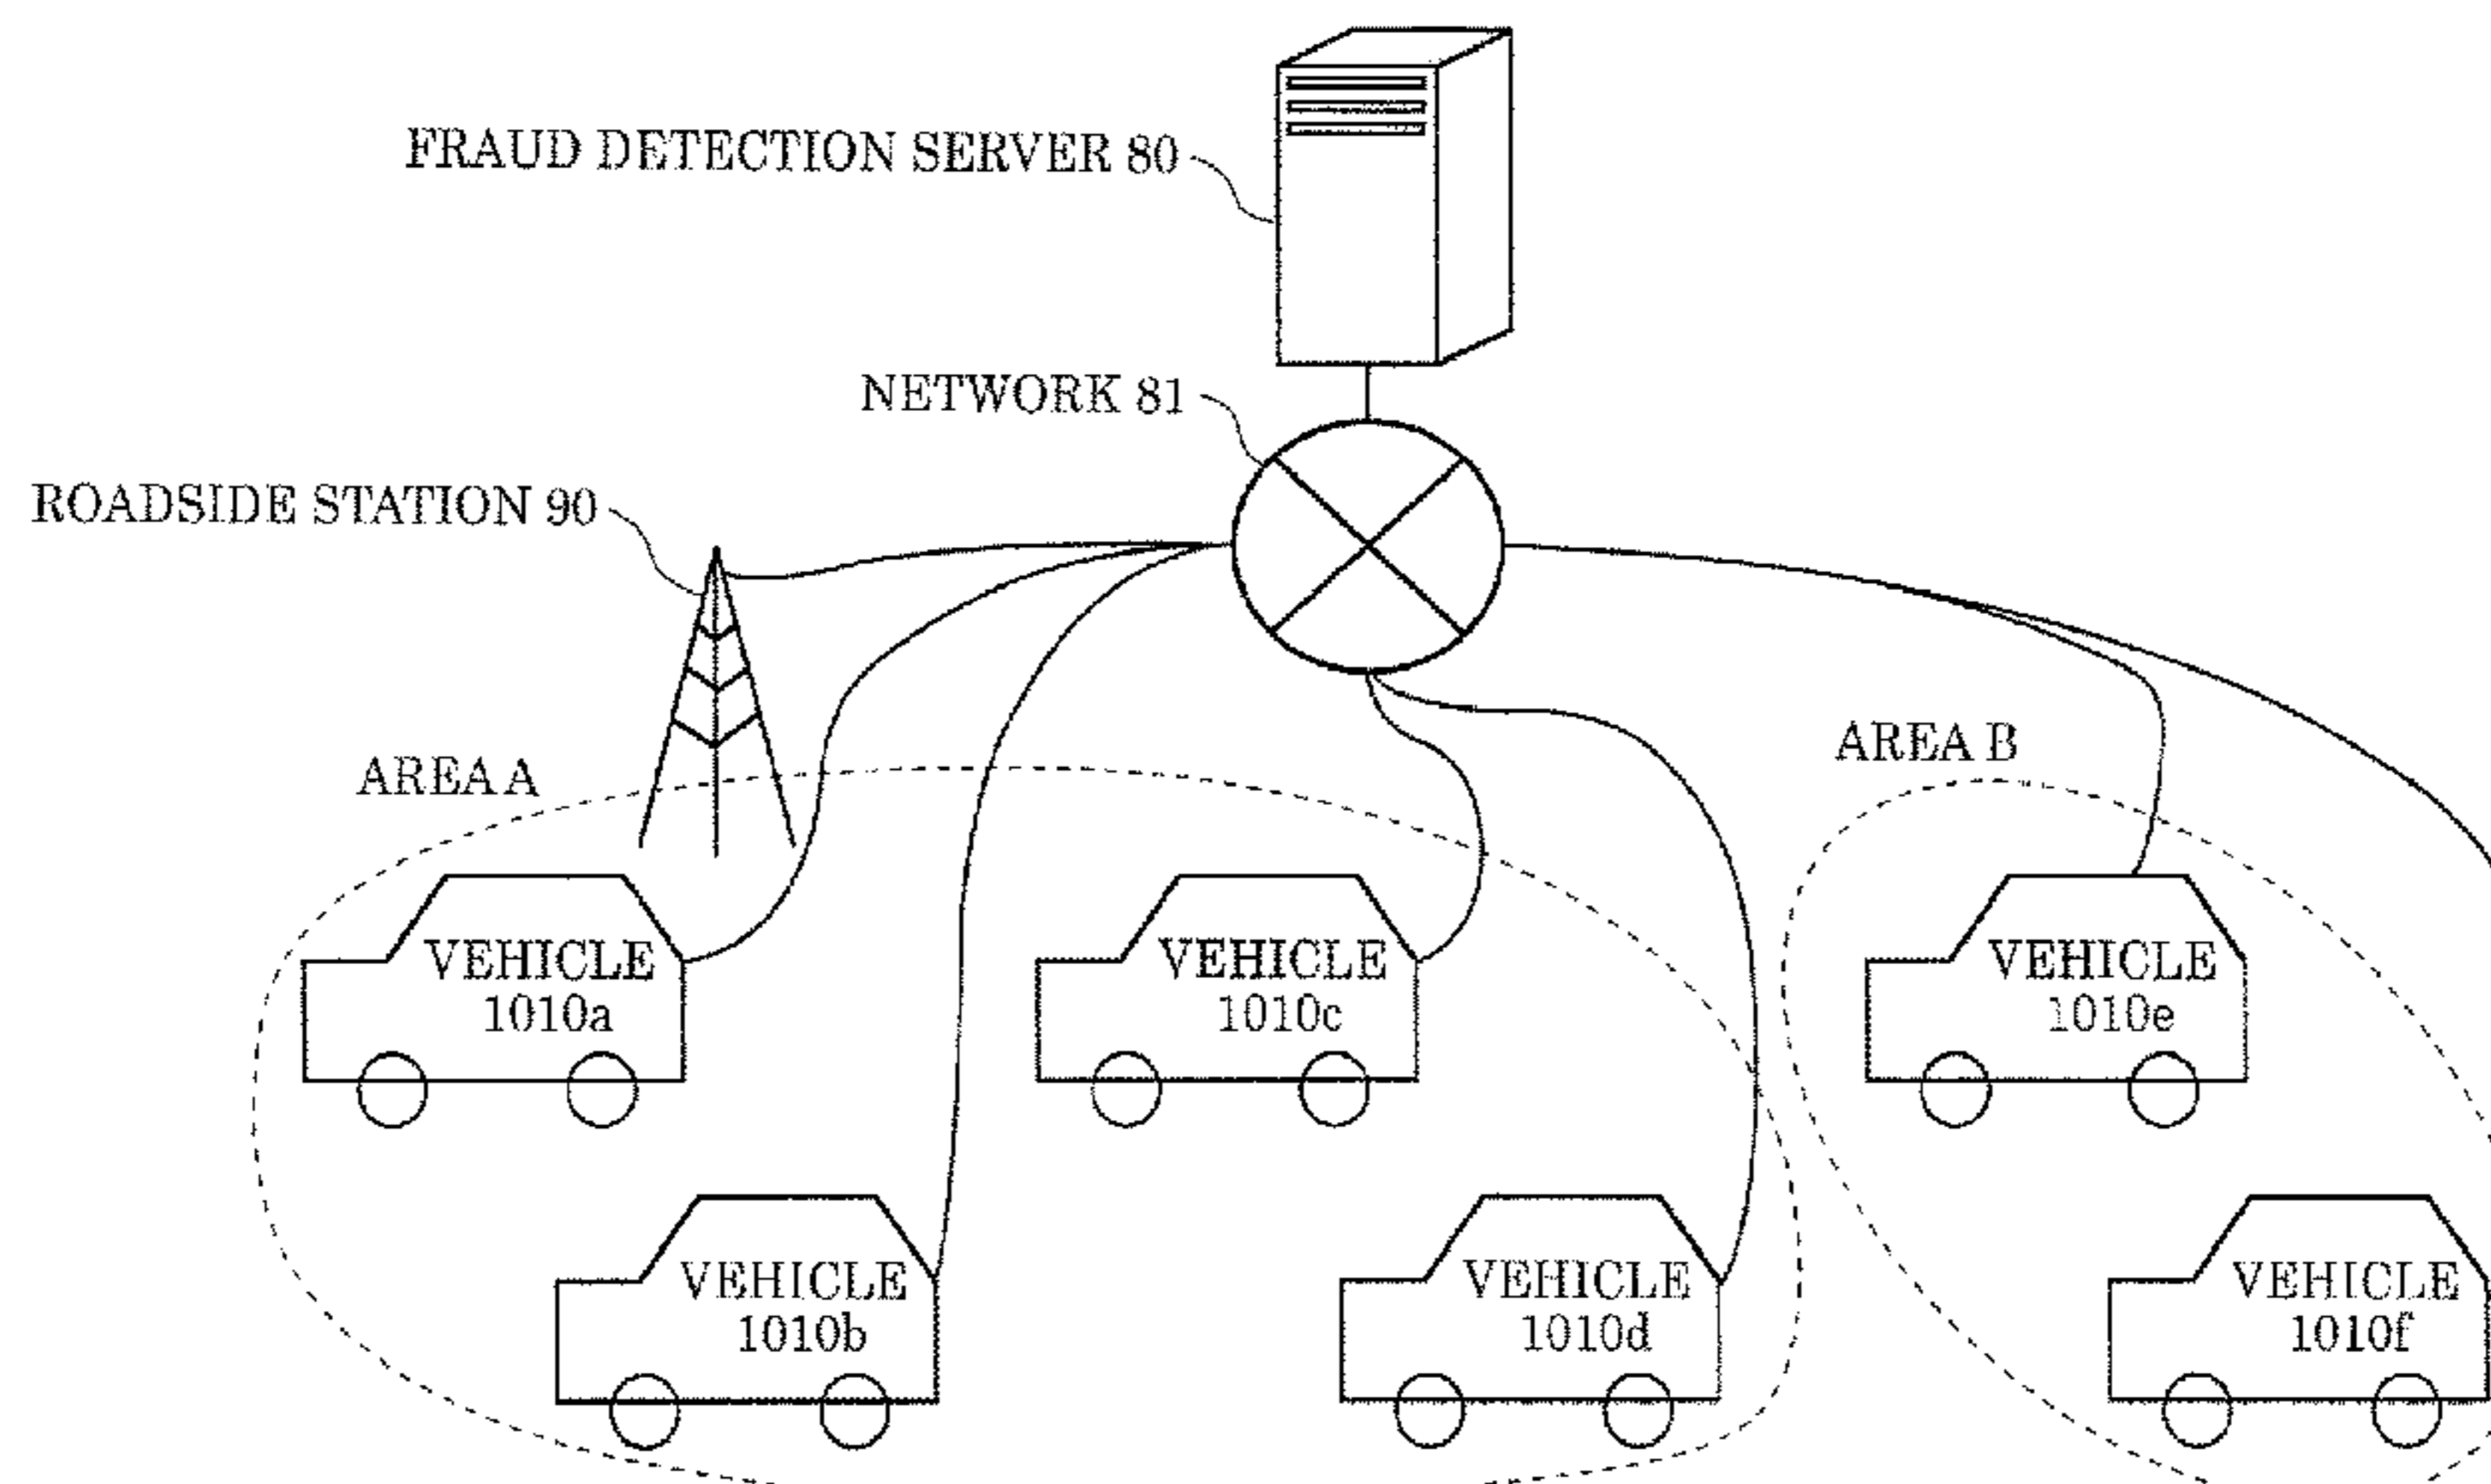 FRAUD DETECTION SERVER 80
NETWORK 81
ROADSIDE STATION 90
AREA A
AREA B
VEHICLE
1010a
VEHICLE
1010c
VEHICLE
1010e
VEHICLE
1010b
VEHICLE
1010d
VEHICLE
1010f